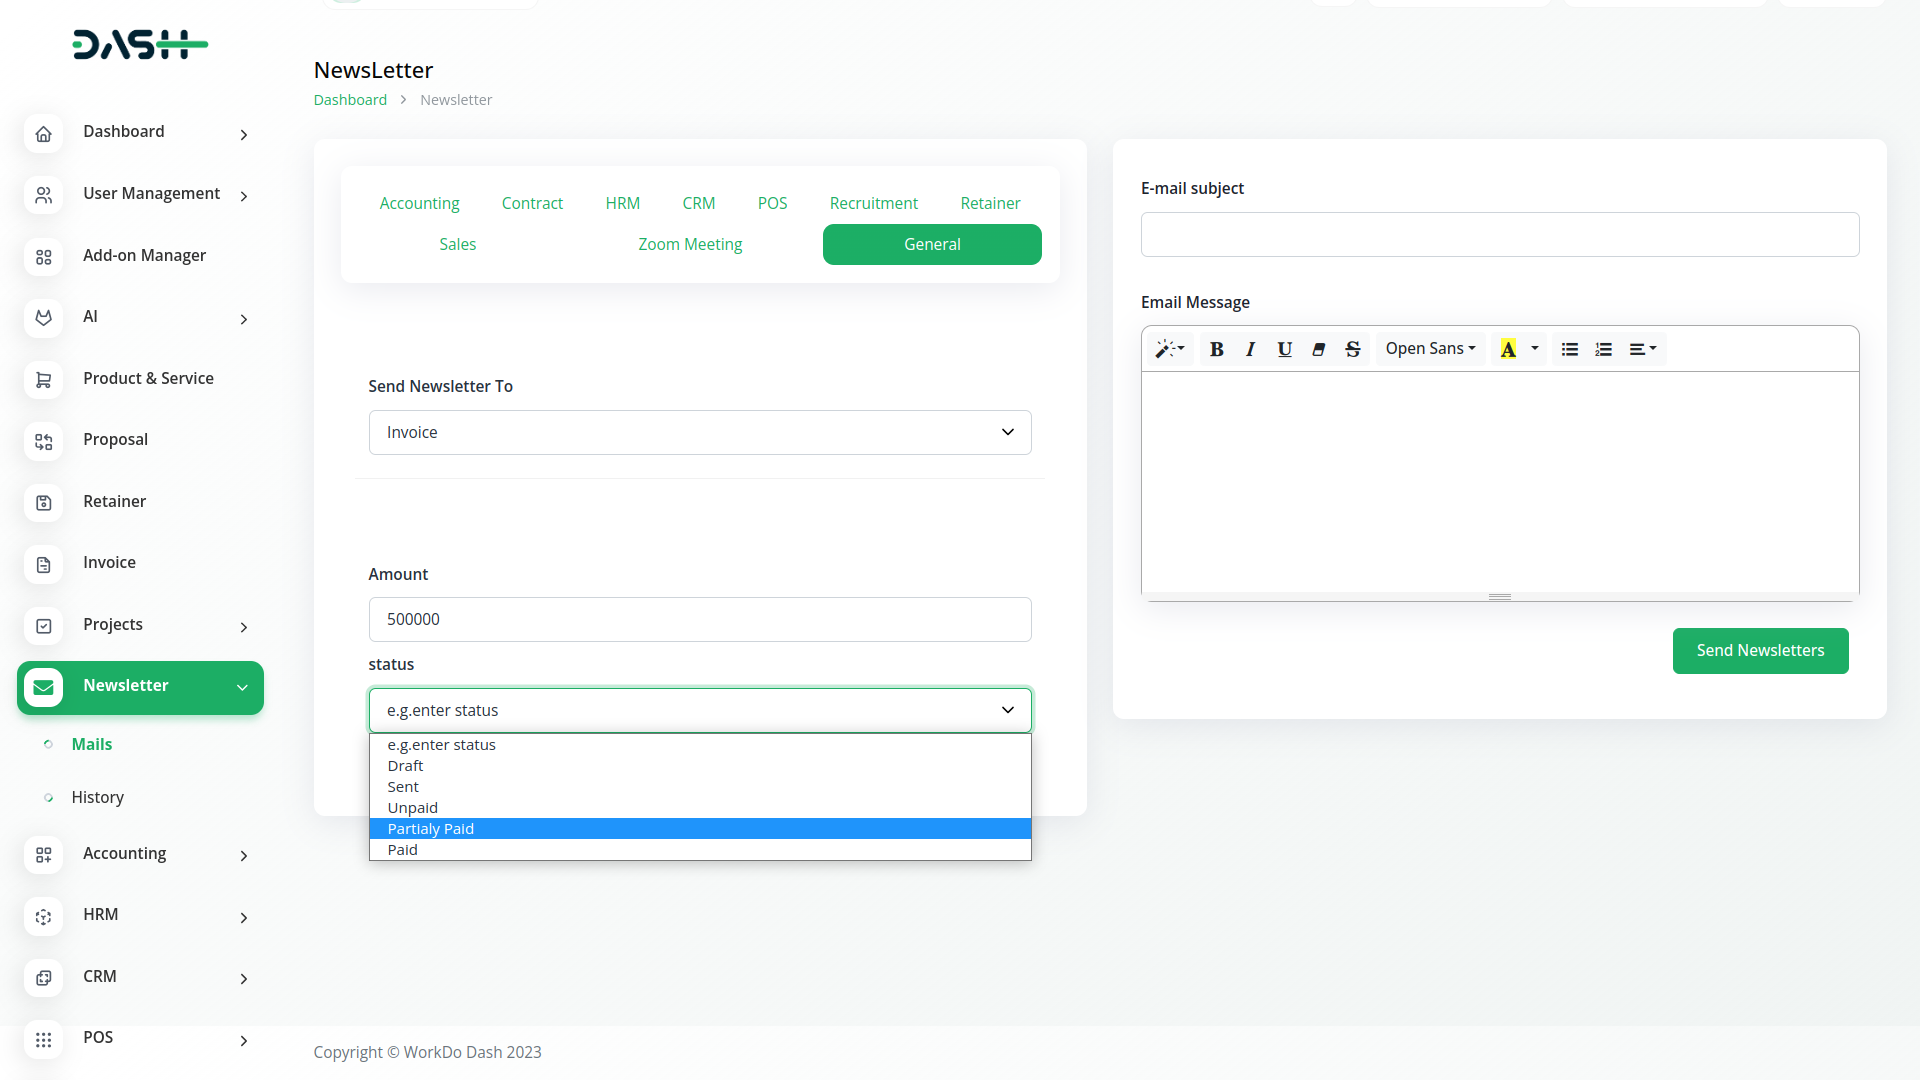 DASH
Dashboard
User Management
Add-on Manager
AI
Product & Service
Proposal
Retainer
Invoice
Projects
Newsletter
Mails
History
Accounting
HRM
CRM
POS
NewsLetter
Dashboard > Newsletter
Accounting Contract HRM CRM POS Recruitment Retainer
Sales Zoom Meeting General
Send Newsletter To
Invoice
Amount
500000
status
e.g.enter status
e.g.enter status
Draft
Sent
Unpaid
Partialy Paid
Paid
E-mail subject
Email Message
B I U S Open Sans A
Send Newsletters
Copyright © WorkDo Dash 2023